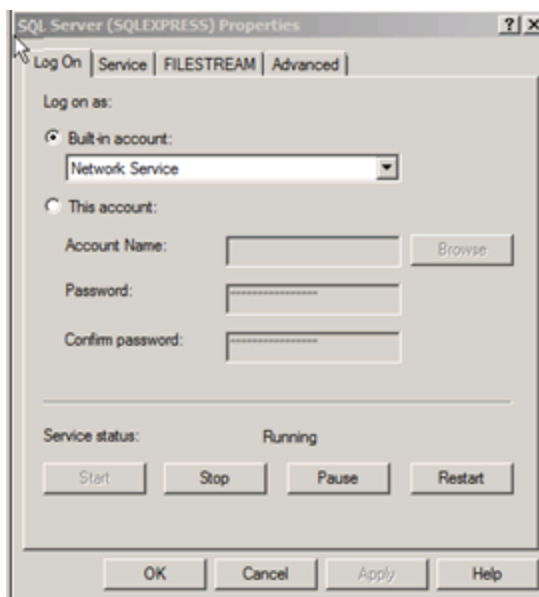 SQL Server (SQLEXPRESS) Properties
Log On Service FILESTREAM Advanced
Log on as:
Built-in account:
Network Service
This account:
Account Name: Browse
Password: ****************
Confirm password: ****************
Service status: Running
Start Stop Pause Restart
OK Cancel Apply Help